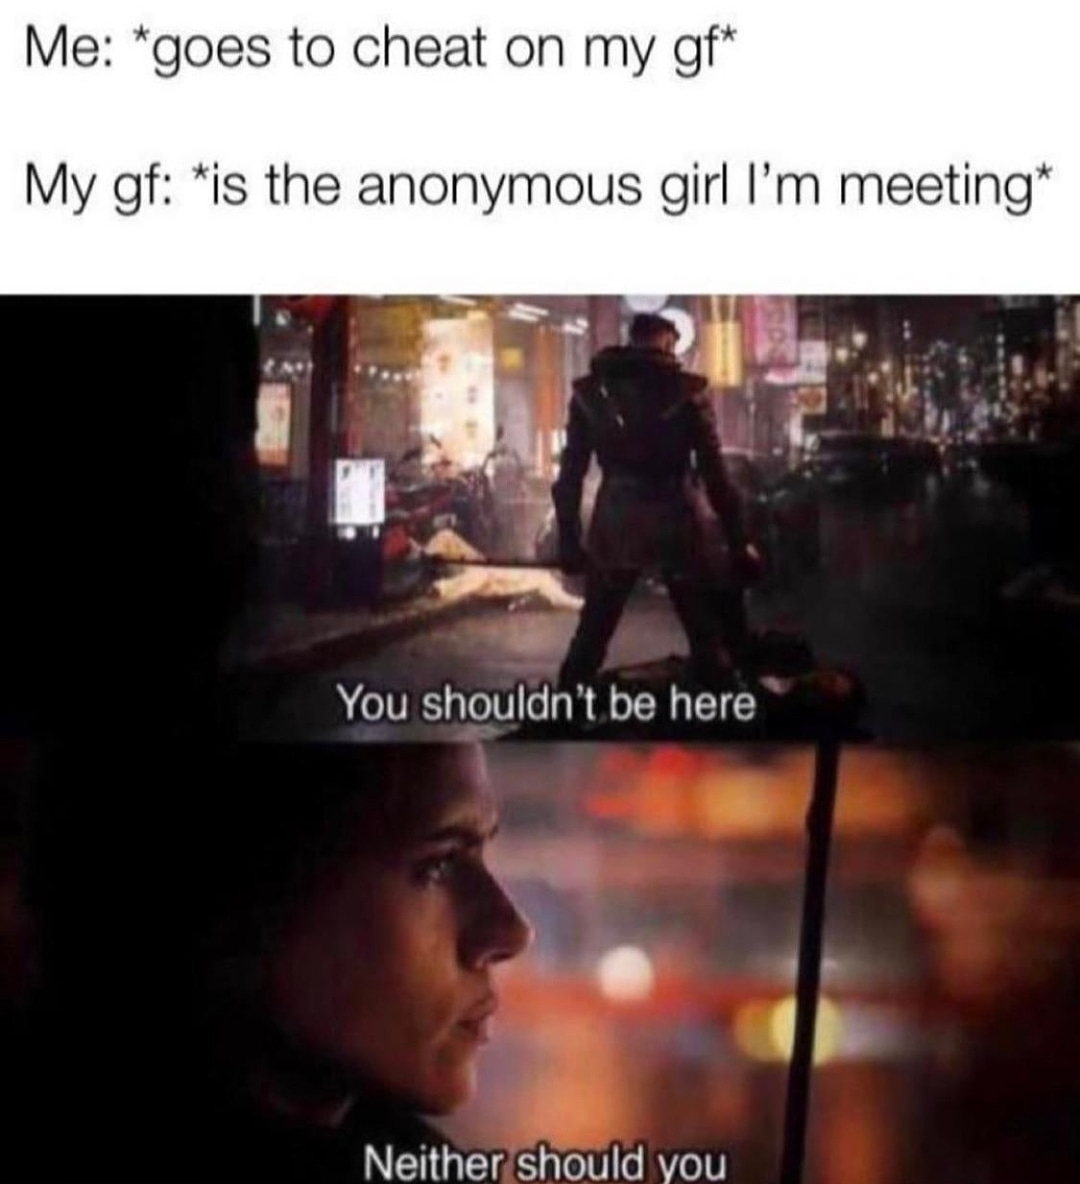 Me: *goes to cheat on my gf*
My gf: *is the anonymous girl I'm meeting*
You shouldn't be here
Neither should you